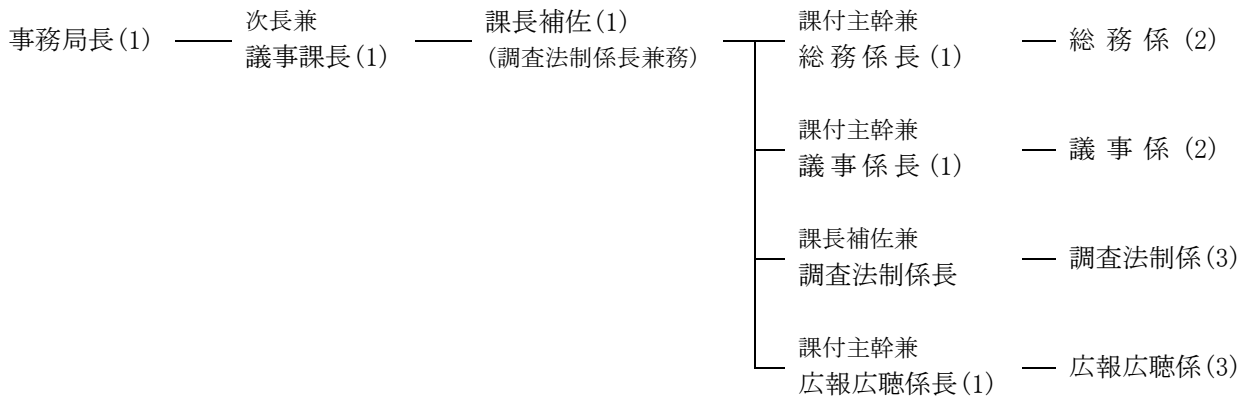 事務局長(1)
次長兼
議事課長(1)
課長補佐(1)
(調査法制係長兼務)
課付主幹兼
総務係長(1)
総務係(2)
課付主幹兼
議事係長(1)
議事係(2)
課長補佐兼
調査法制係長
調査法制係(3)
課付主幹兼
広報広聴係長(1)
広報広聴係(3)